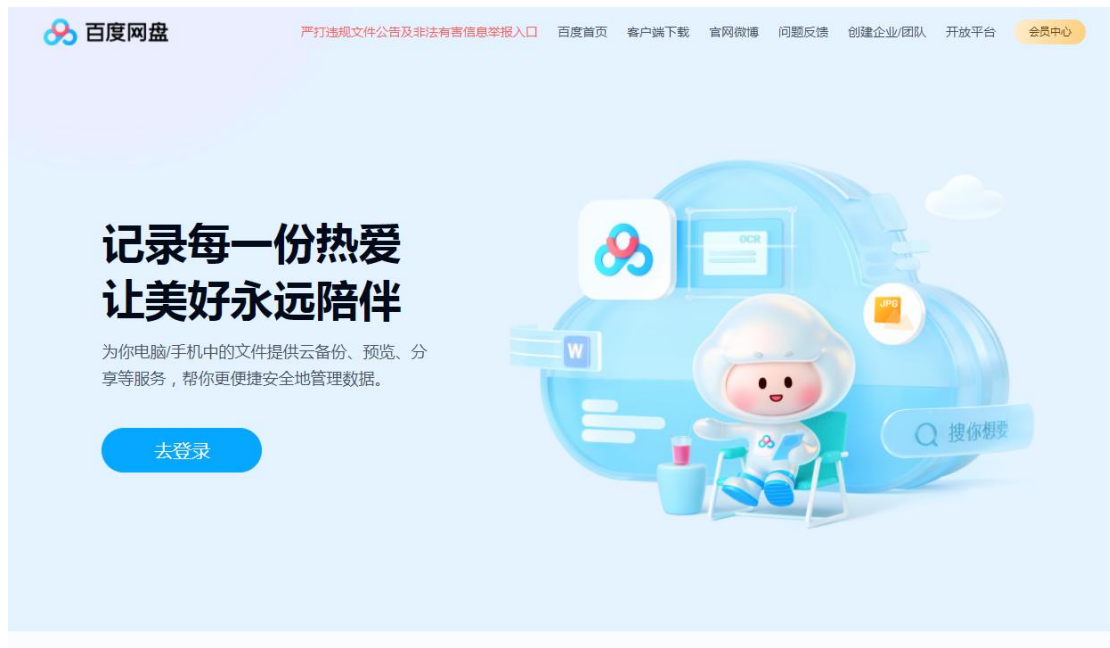 百度网盘
严打违规文件公告及非法有害信息举报入口 百度首页 客户端下载 官网微博 问题反馈 创建企业/团队 开放平台 会员中心
记录每一份热爱
让美好永远陪伴
为你电脑/手机中的文件提供云备份、预览、分
享等服务，帮你更便捷安全地管理数据。
去登录
OCR
JPG
W
搜你想要